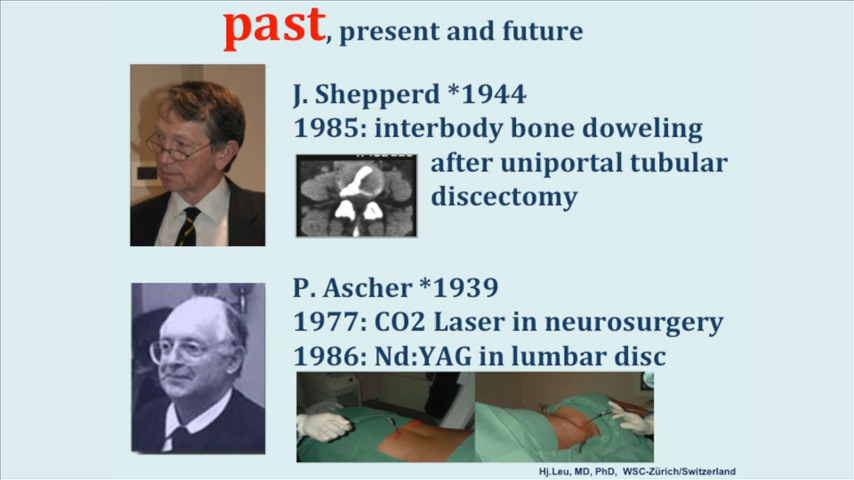 past, present and future
J. Shepperd *1944
1985: interbody bone doweling
after uniportal tubular
discectomy
P. Ascher *1939
1977: CO2 Laser in neurosurgery
1986: Nd:YAG in lumbar disc
Hj.Leu, MD, PhD, WSC-Zürich/Switzerland